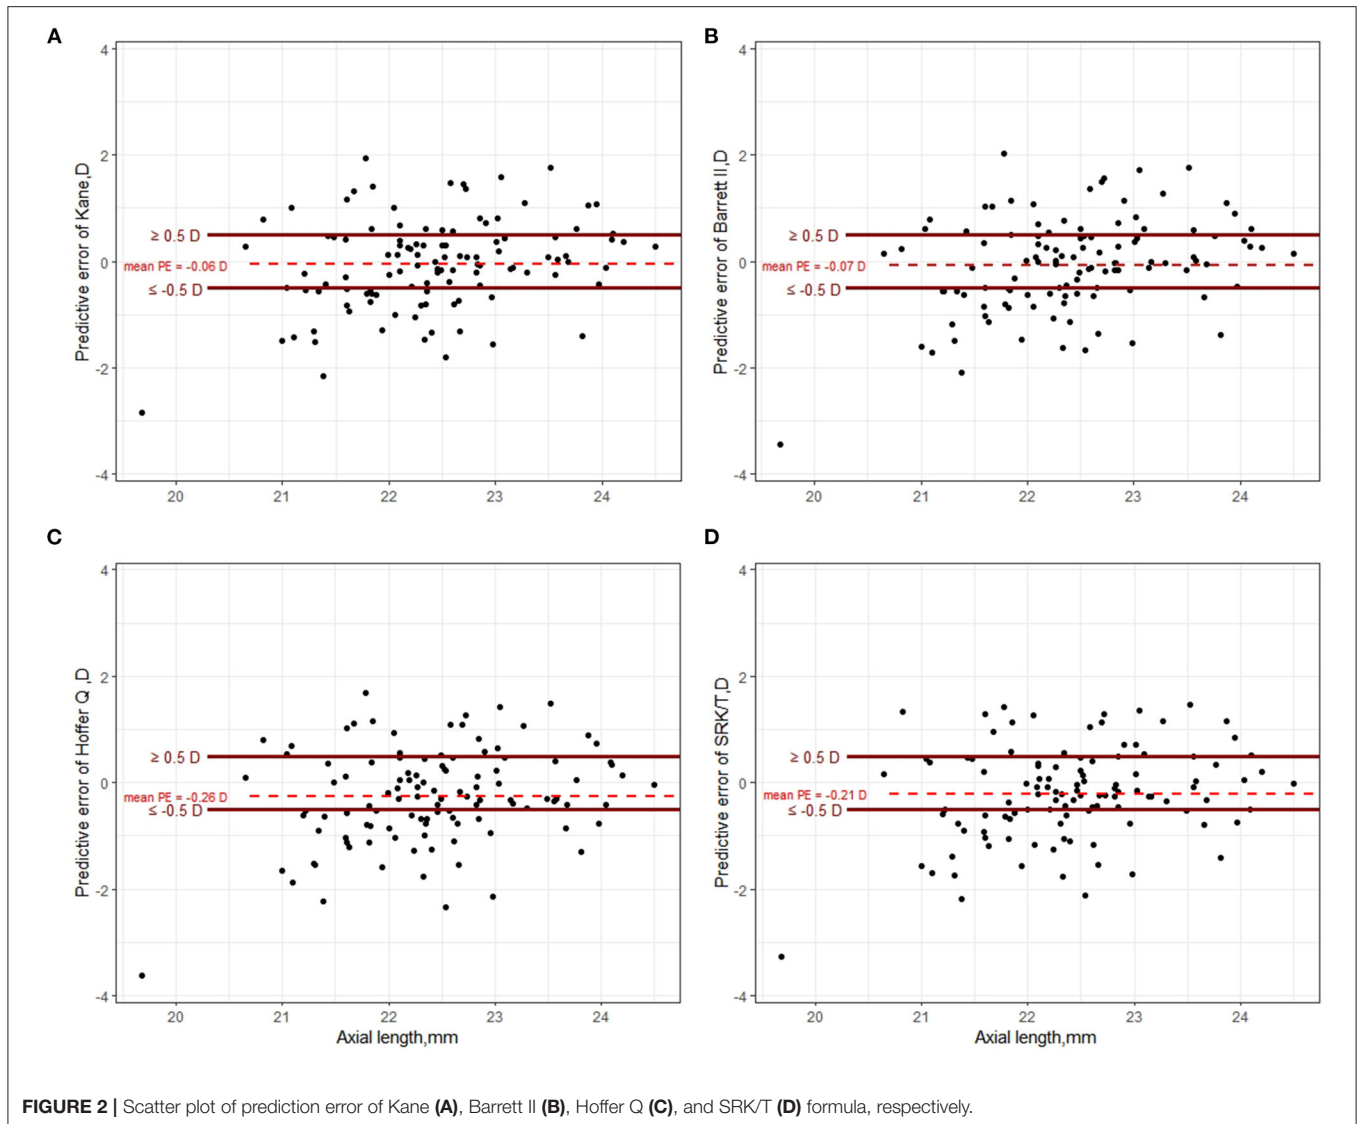 A
4
2
0
-2
-4
Predictive error of Kane,D
≥ 0.5 D
mean PE = -0.06 D
≤ -0.5 D
20 21 22 23 24
B
4
2
0
-2
-4
Predictive error of Barrett II,D
≥ 0.5 D
mean PE = -0.07 D
≤ -0.5 D
20 21 22 23 24
C
4
2
0
-2
-4
Predictive error of Hoffer Q ,D
≥ 0.5 D
mean PE = -0.26 D
≤ -0.5 D
20 21 22 23 24
Axial length,mm
D
4
2
0
-2
-4
Predictive error of SRK/T,D
≥ 0.5 D
mean PE = -0.21 D
≤ -0.5 D
20 21 22 23 24
Axial length,mm
FIGURE 2 | Scatter plot of prediction error of Kane (A), Barrett II (B), Hoffer Q (C), and SRK/T (D) formula, respectively.